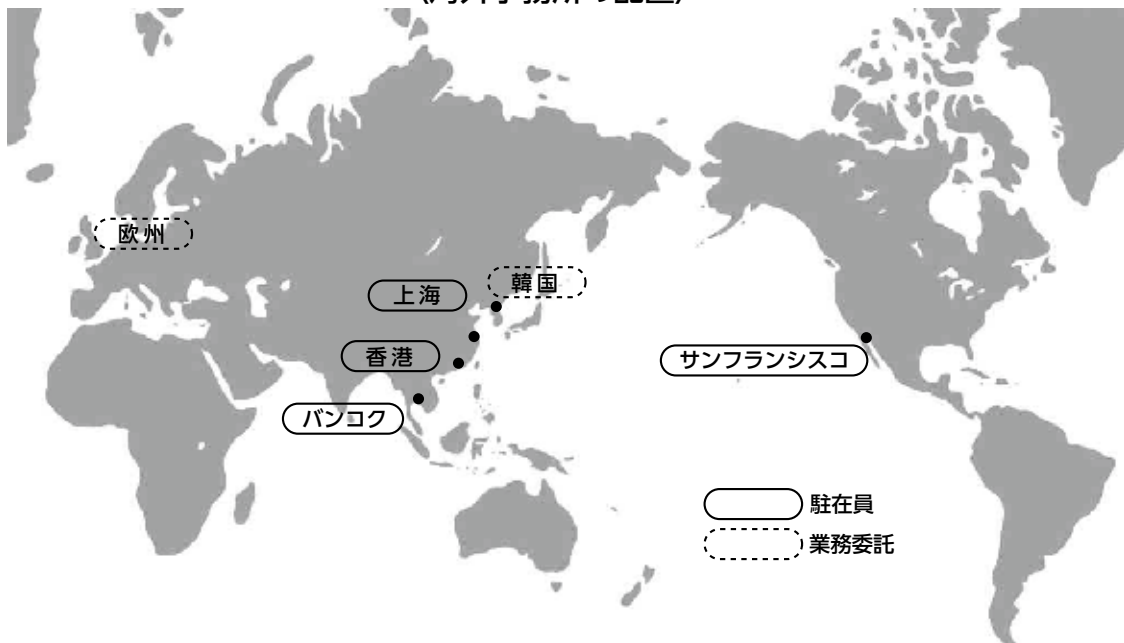 欧州
韓国
上海
香港
サンフランシスコ
バンコク
駐在員
業務委託